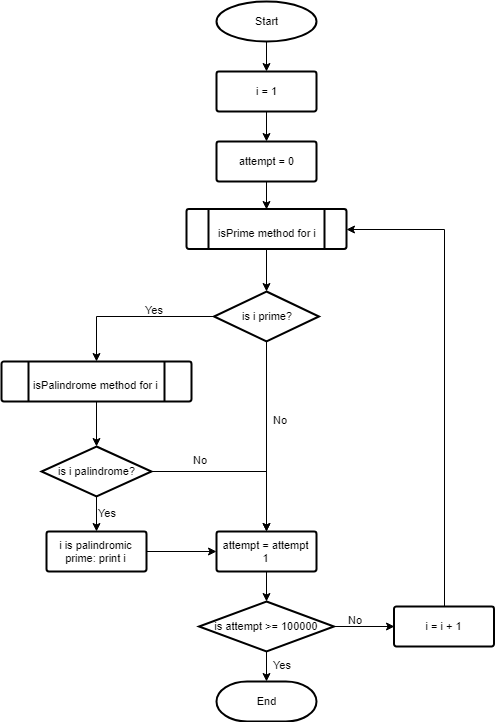 Start
i = 1
attempt = 0
isPrime method for i
is i prime?
Yes
isPalindrome method for i
No
is i palindrome?
No
Yes
i is palindromic
prime: print i
attempt = attempt
1
is attempt >= 100000
No
i = i + 1
Yes
End